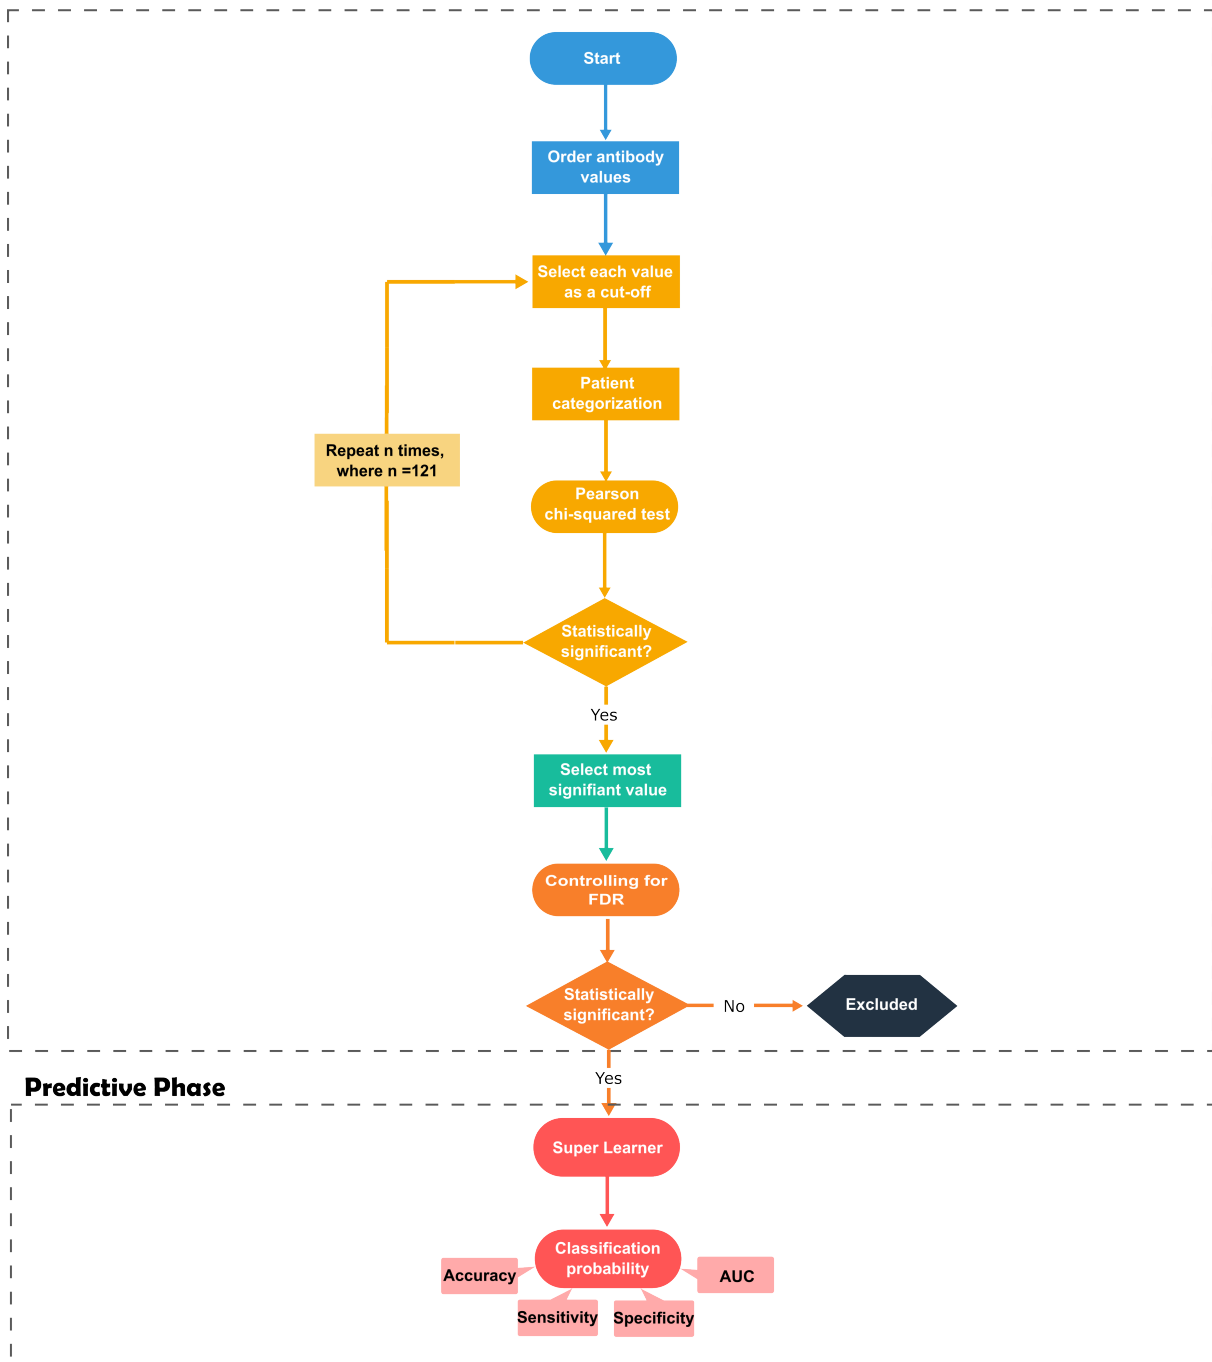 Start
Order antibody
values
Select each value
as a cut-off
Patient
categorization
Repeat n times,
where n =121
Pearson
chi-squared test
Statistically
significant?
Yes
Select most
signifiant value
Controlling for
FDR
Statistically
significant?
No
Excluded
Yes
Predictive Phase
Super Learner
Classification
probability
Accuracy
AUC
Sensitivity
Specificity